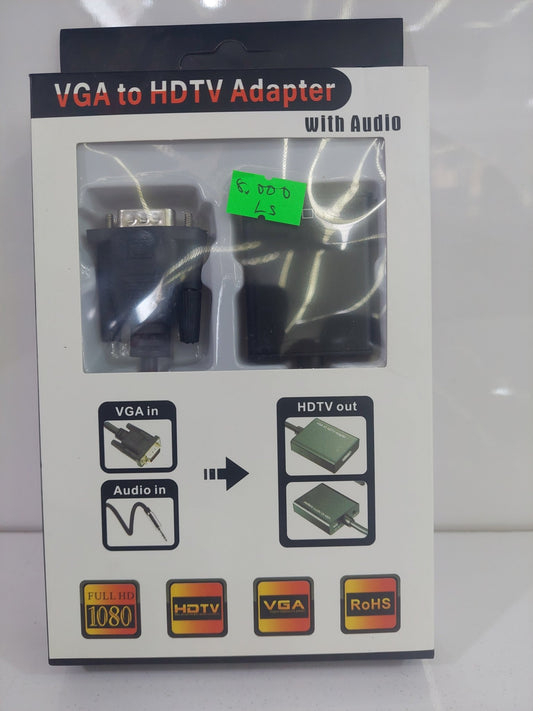 VGA to HDTV Adapter
with Audio
8.000
LS
VGA in
HDTV out
Audio in
FULL HD
1080
HDTV
VGA
RoHS